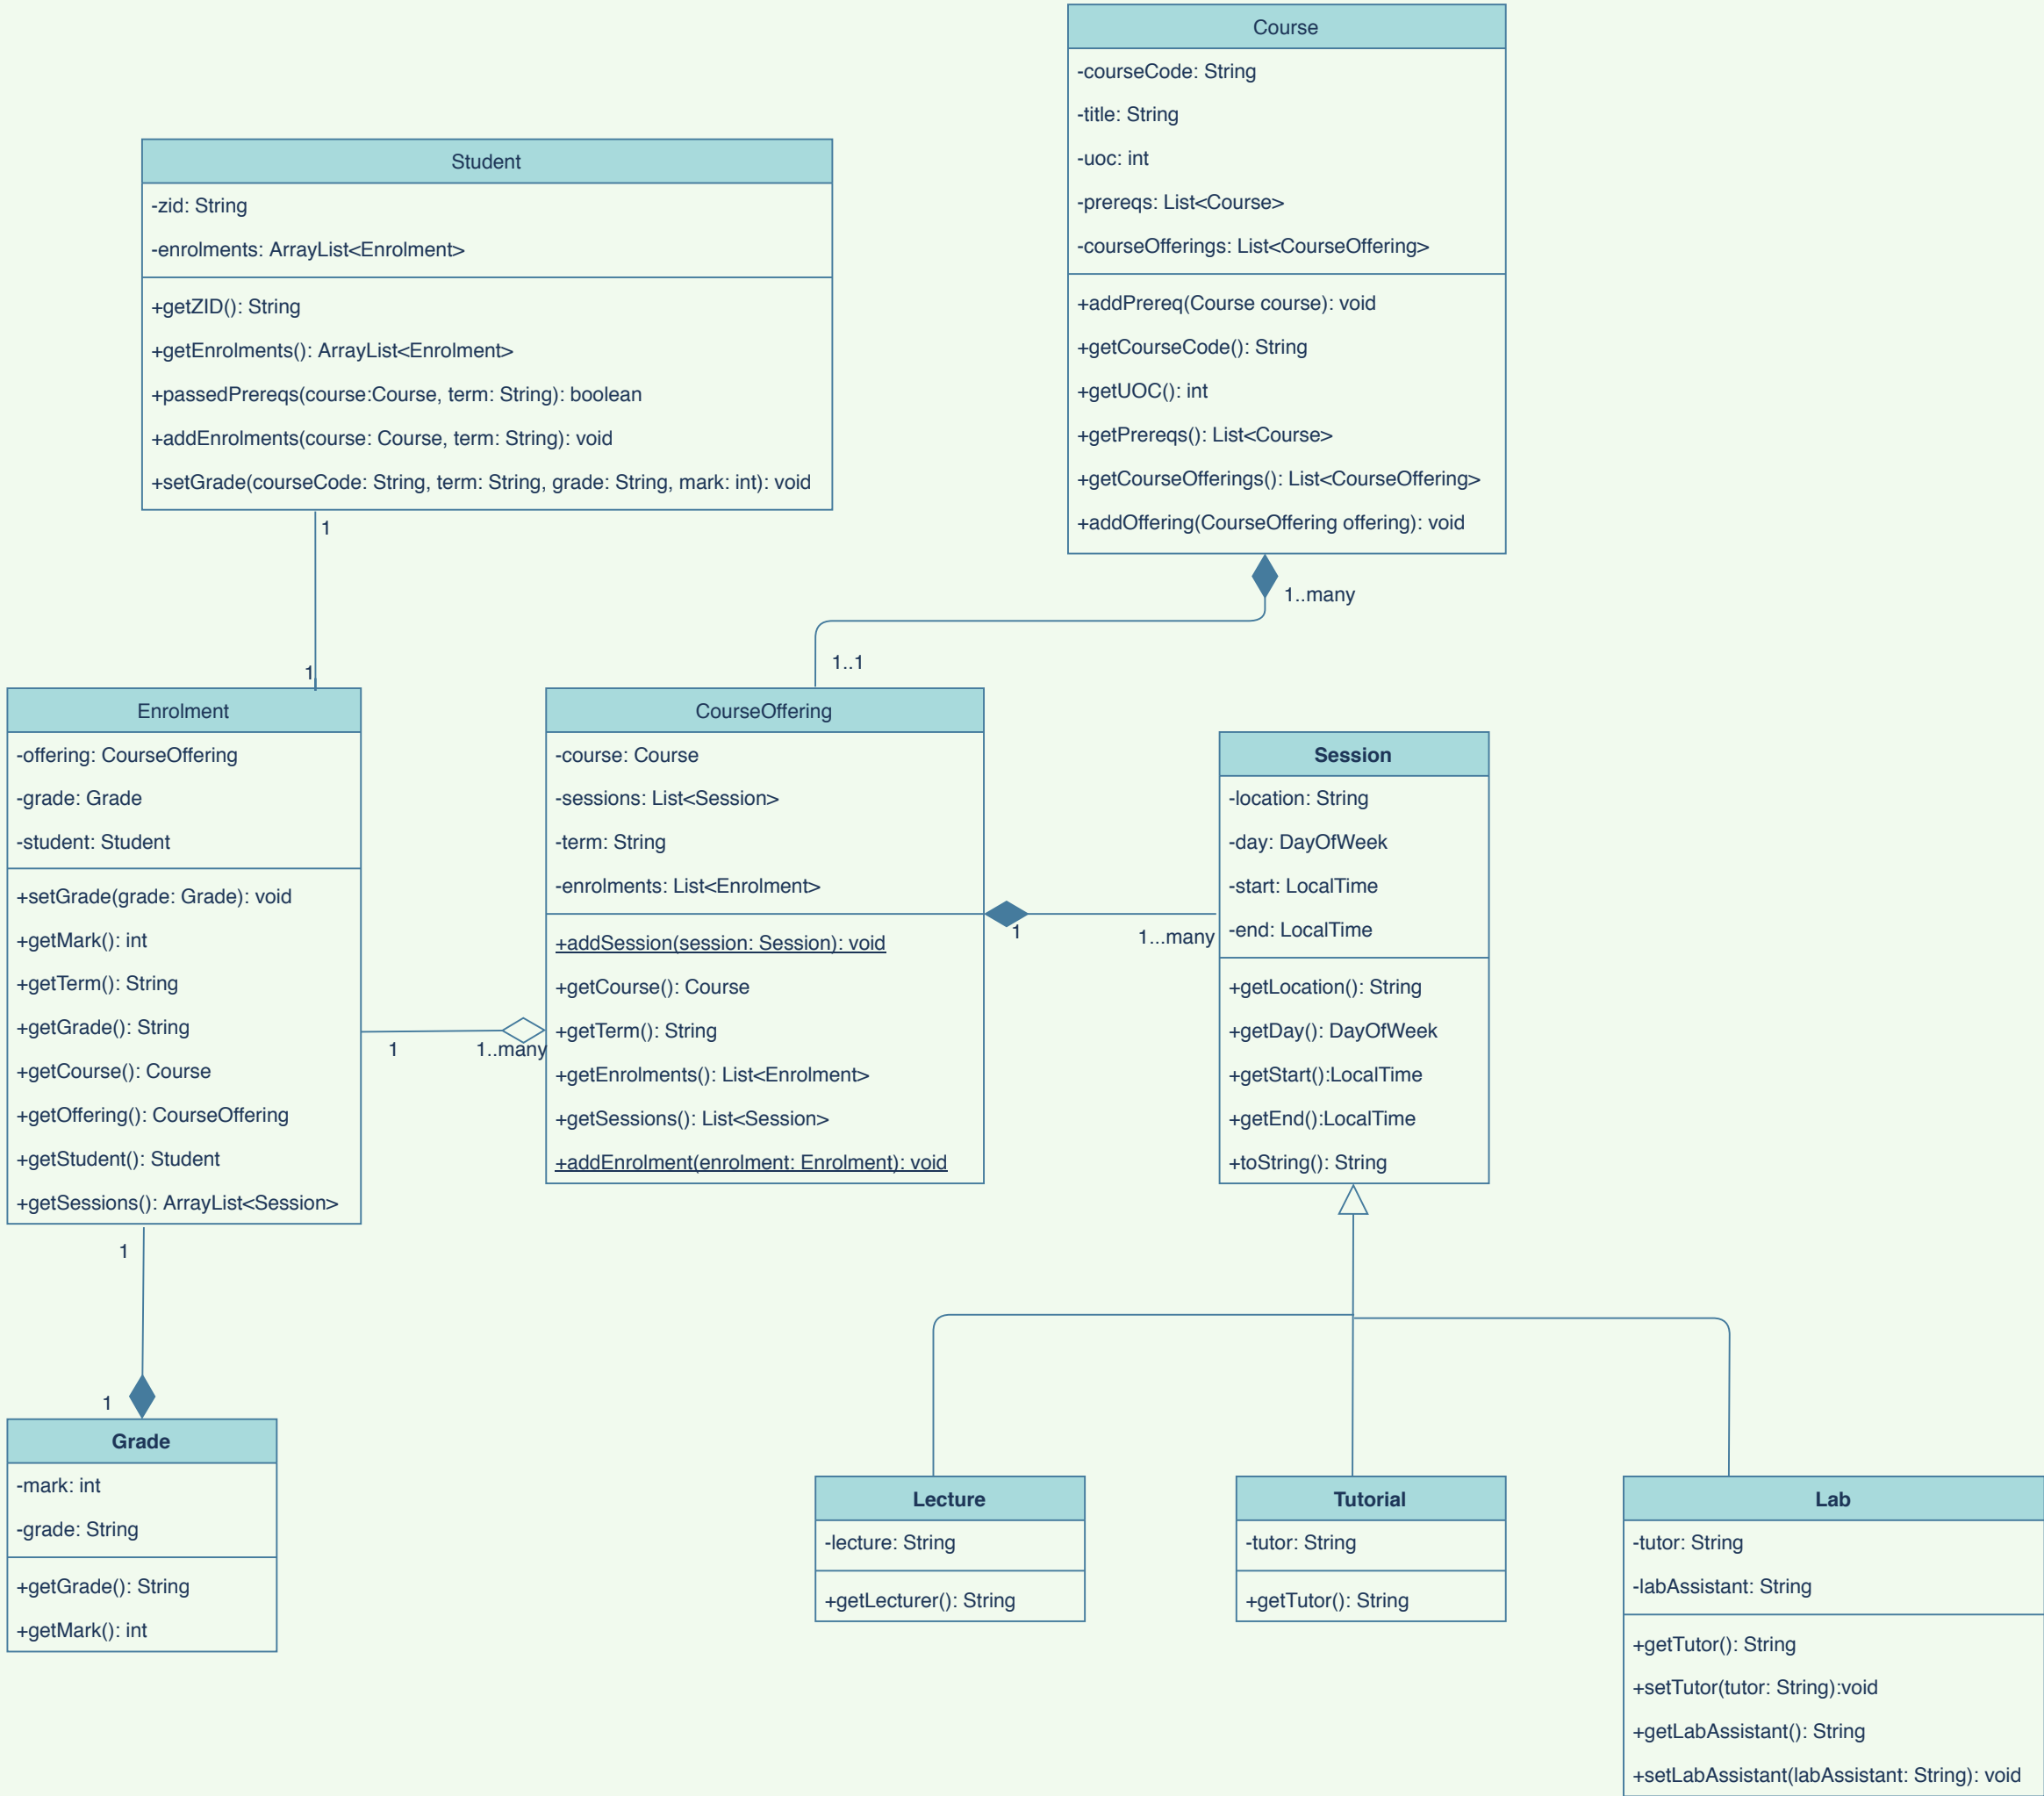 Course
-courseCode: String
-title: String
-uoc: int
-prereqs: List<Course>
-courseOfferings: List<CourseOffering>
+addPrereq(Course course): void
+getCourseCode(): String
+getUOC(): int
+getPrereqs(): List<Course>
+getCourseOfferings(): List<CourseOffering>
+addOffering(CourseOffering offering): void
1..many
1..1
Student
-zid: String
-enrolments: ArrayList<Enrolment>
+getZID(): String
+getEnrolments(): ArrayList<Enrolment>
+passedPrereqs(course:Course, term: String): boolean
+addEnrolments(course: Course, term: String): void
+setGrade(courseCode: String, term: String, grade: String, mark: int): void
1
1
Enrolment
-offering: CourseOffering
-grade: Grade
-student: Student
+setGrade(grade: Grade): void
+getMark(): int
+getTerm(): String
+getGrade(): String
+getCourse(): Course
+getOffering(): CourseOffering
+getStudent(): Student
+getSessions(): ArrayList<Session>
1
1..many
CourseOffering
-course: Course
-sessions: List<Session>
-term: String
-enrolments: List<Enrolment>
+addSession(session: Session): void
+getCourse(): Course
+getTerm(): String
+getEnrolments(): List<Enrolment>
+getSessions(): List<Session>
+addEnrolment(enrolment: Enrolment): void
1
1...many
Session
-location: String
-day: DayOfWeek
-start: LocalTime
-end: LocalTime
+getLocation(): String
+getDay(): DayOfWeek
+getStart():LocalTime
+getEnd():LocalTime
+toString(): String
1
1
Grade
-mark: int
-grade: String
+getGrade(): String
+getMark(): int
Lecture
-lecture: String
+getLecturer(): String
Tutorial
-tutor: String
+getTutor(): String
Lab
-tutor: String
-labAssistant: String
+getTutor(): String
+setTutor(tutor: String):void
+getLabAssistant(): String
+setLabAssistant(labAssistant: String): void